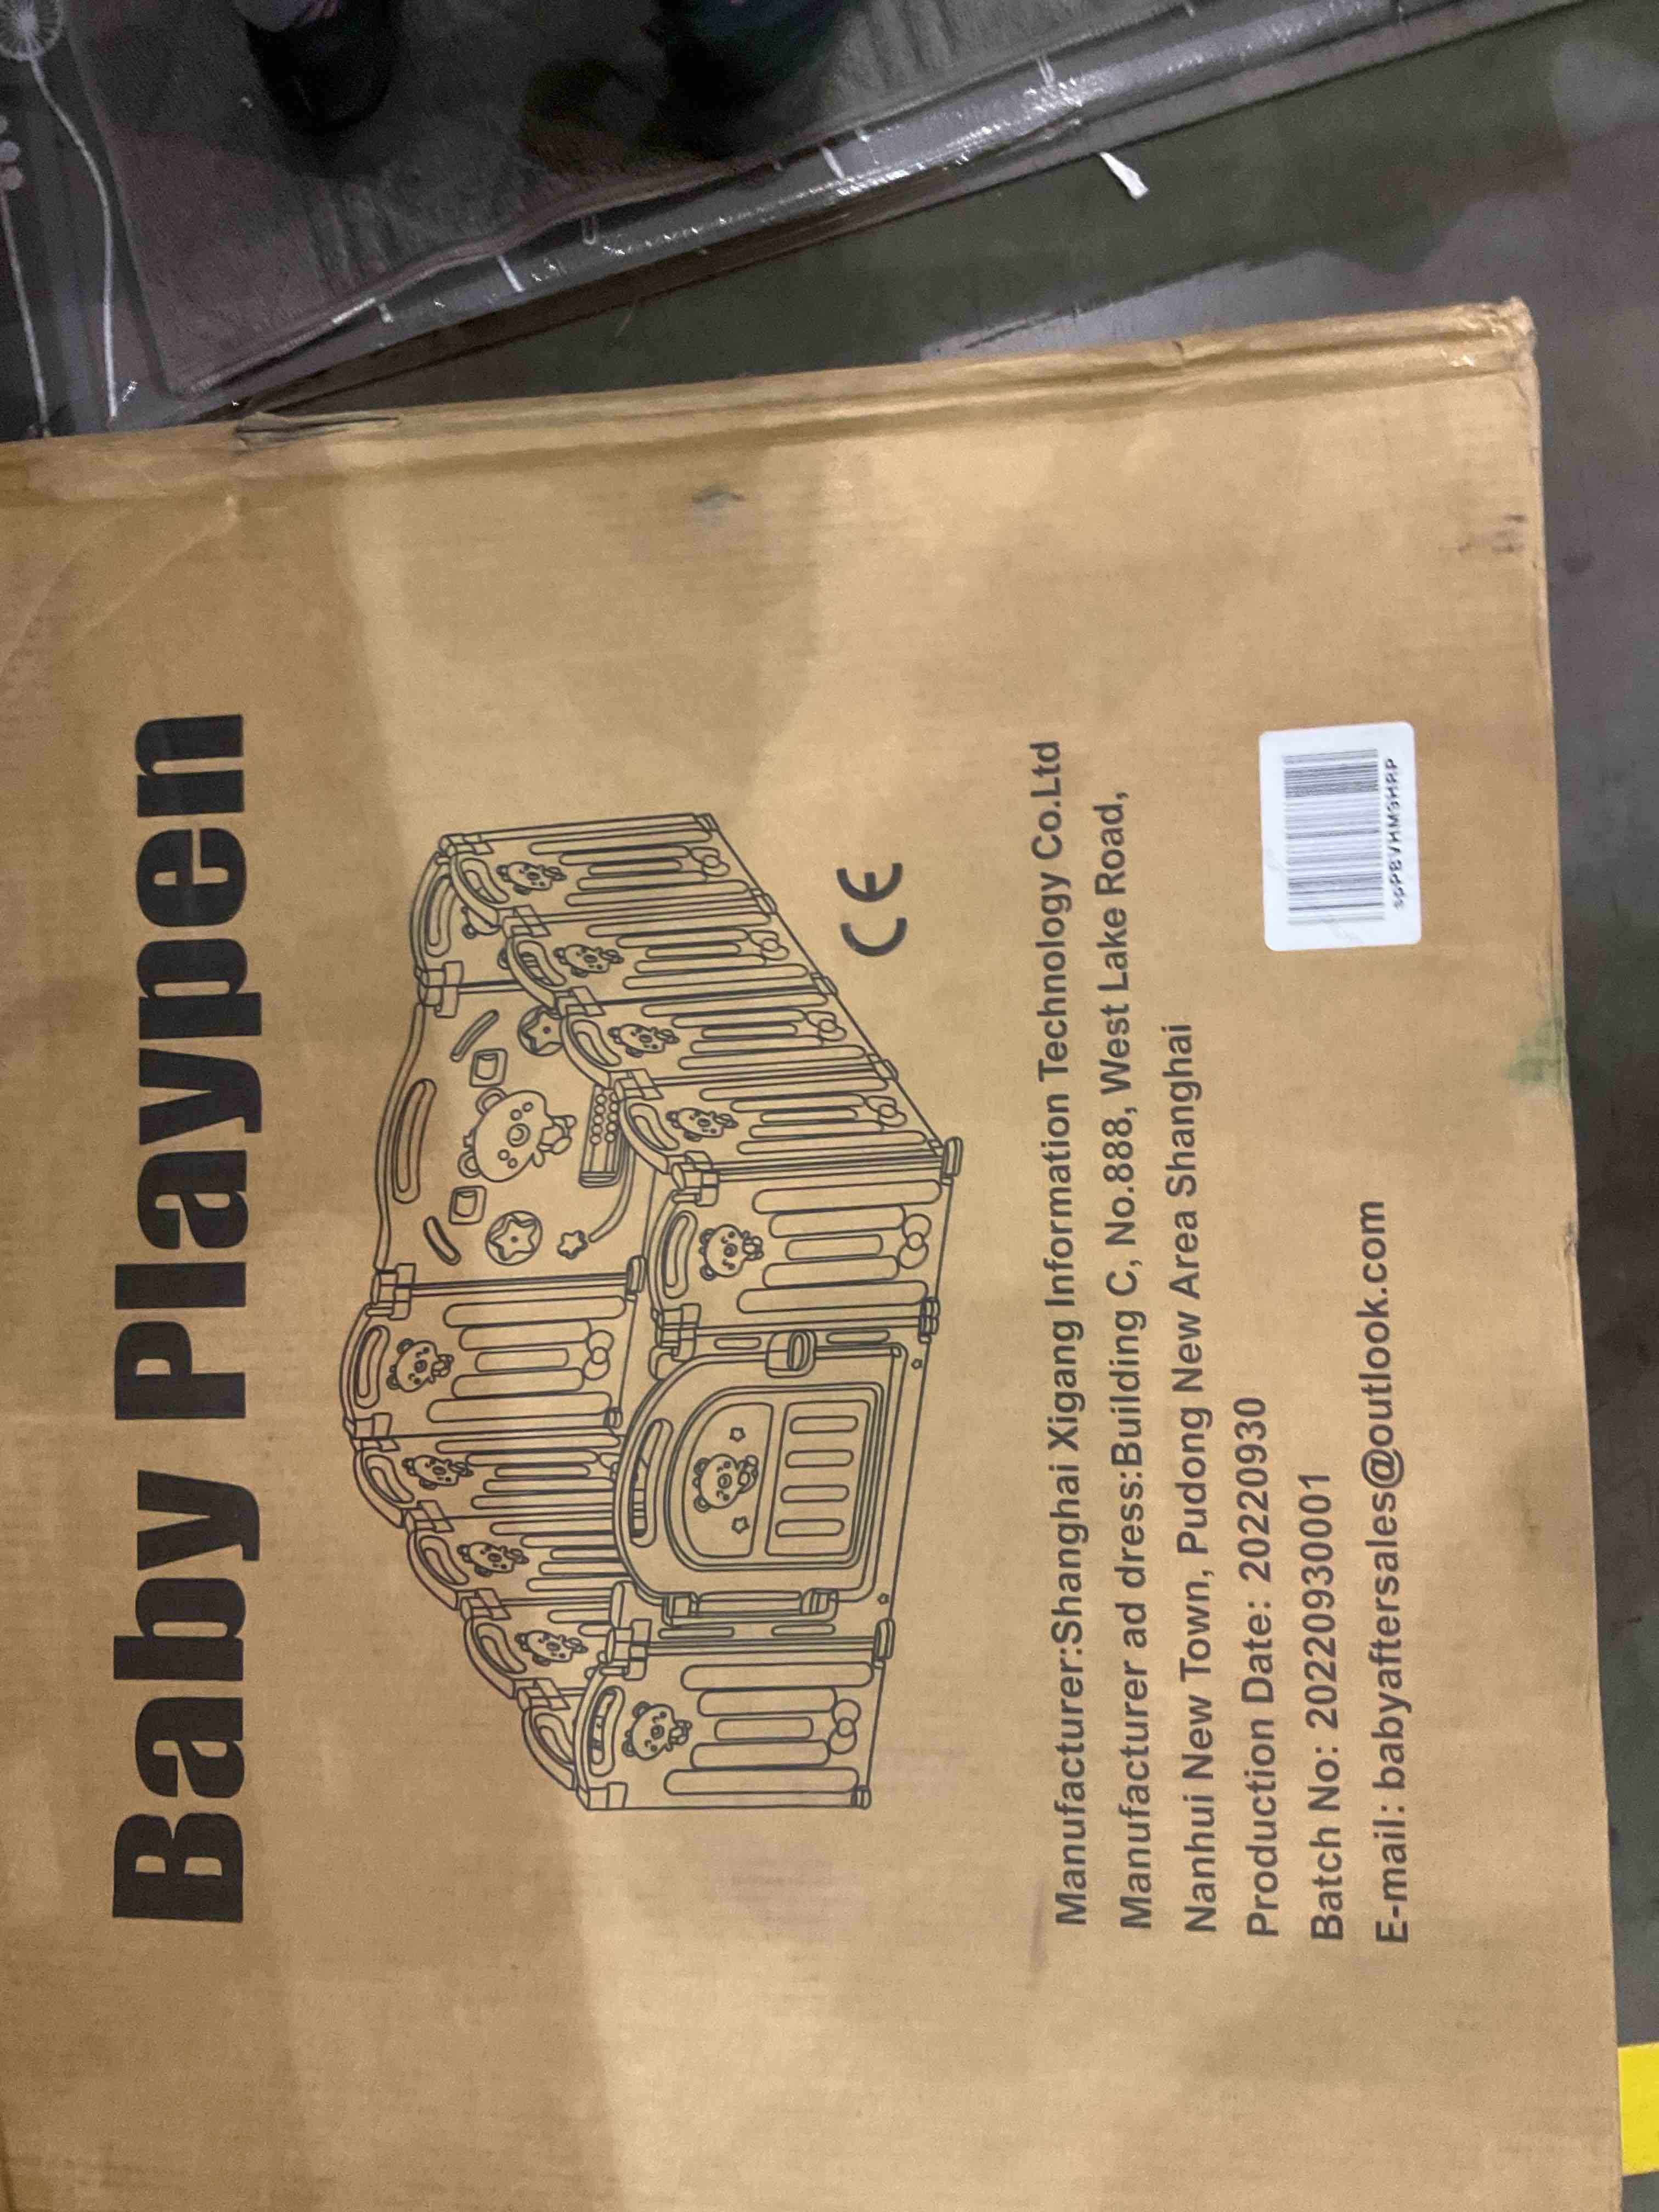 Baby Playpen
CE
Manufacturer:Shanghai Xigang Information Technology Co.Ltd
Manufacturer ad dress:Building C, No.888, West Lake Road,
Nanhui New Town, Pudong New Area Shanghai
Production Date: 20220930
Batch No: 20220930001
E-mail: babyaftersales@outlook.com